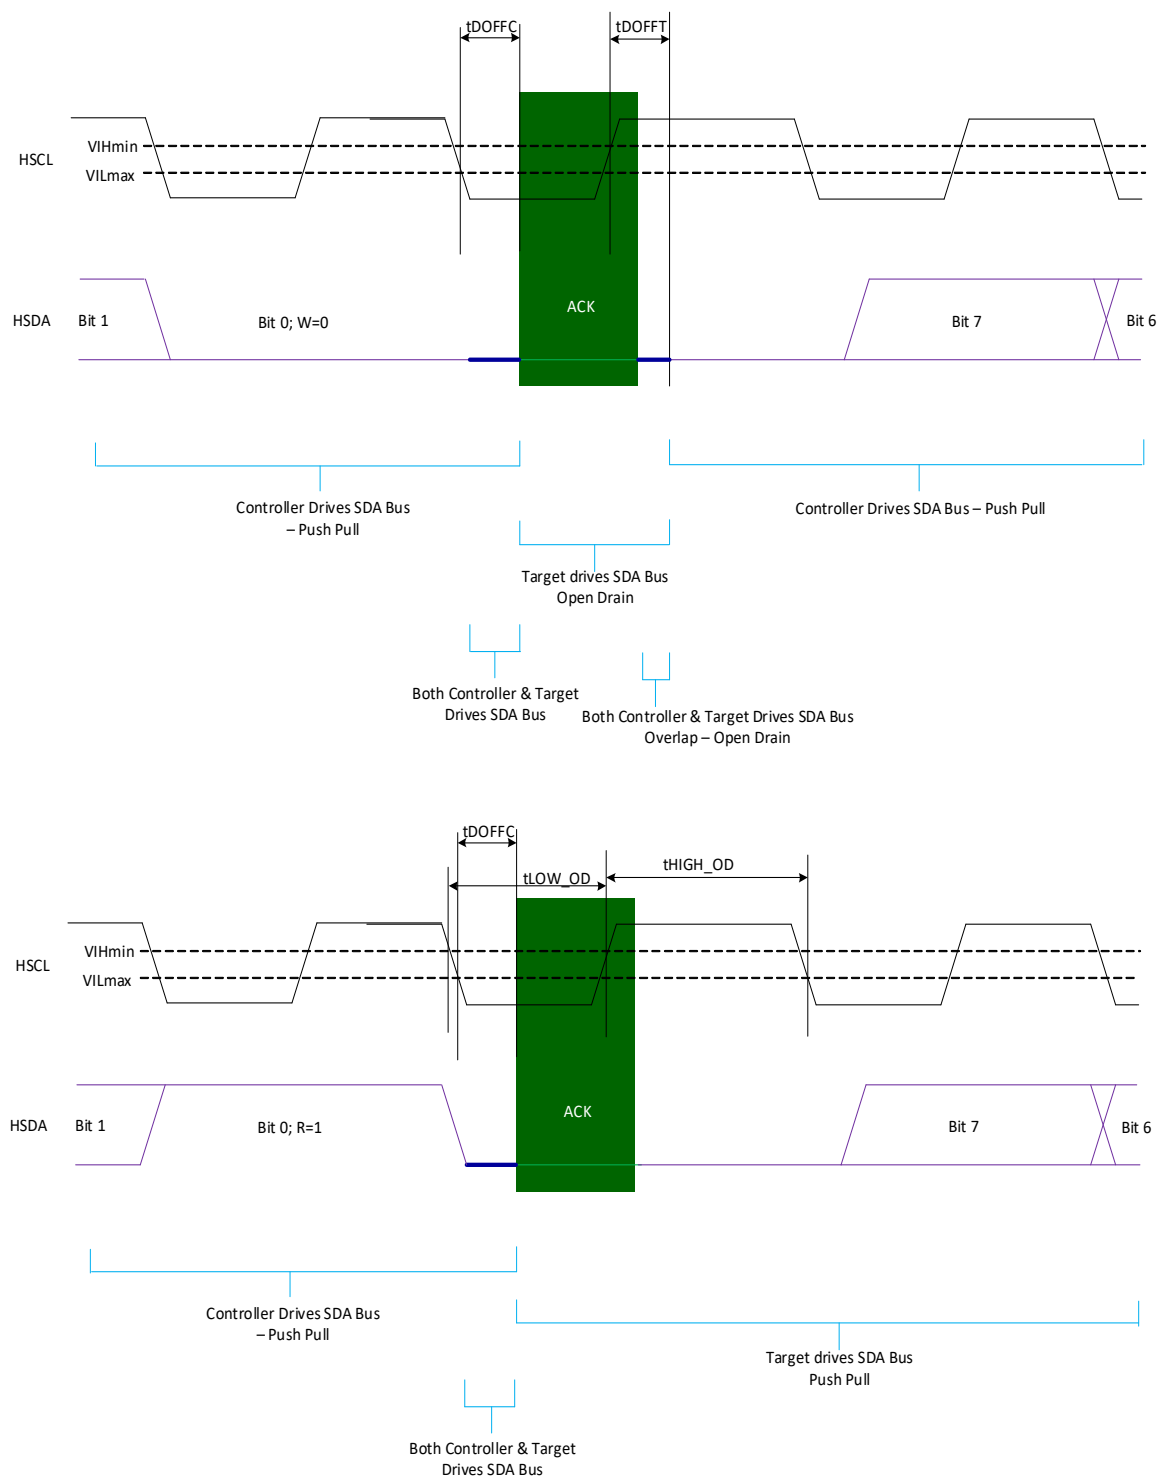 tDOFFC
tDOFFT
HSCL
VIHmin
VILmax
HSDA
Bit 1
Bit 0; W=0
ACK
Bit 7
Bit 6
Controller Drives SDA Bus
– Push Pull
Controller Drives SDA Bus – Push Pull
Target drives SDA Bus
Open Drain
Both Controller & Target
Drives SDA Bus
Both Controller & Target Drives SDA Bus
Overlap – Open Drain
tDOFFC
tLOW_OD
tHIGH_OD
HSCL
VIHmin
VILmax
HSDA
Bit 1
Bit 0; R=1
ACK
Bit 7
Bit 6
Controller Drives SDA Bus
– Push Pull
Target drives SDA Bus
Push Pull
Both Controller & Target
Drives SDA Bus